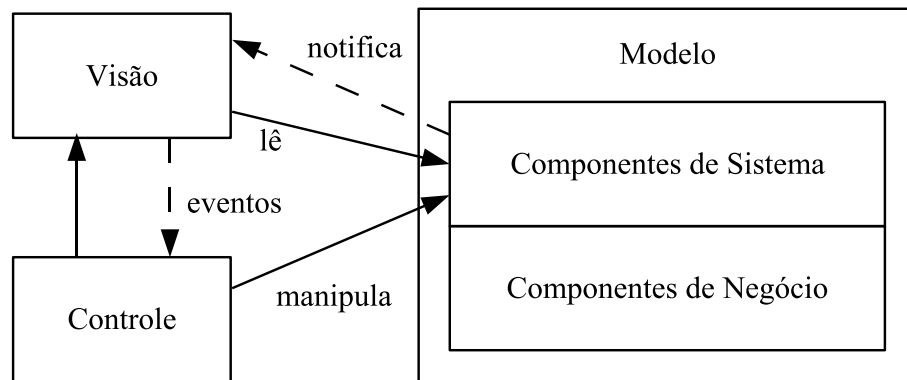 notifica
Modelo
Visão
lê
Componentes de Sistema
eventos
manipula
Componentes de Negócio
Controle